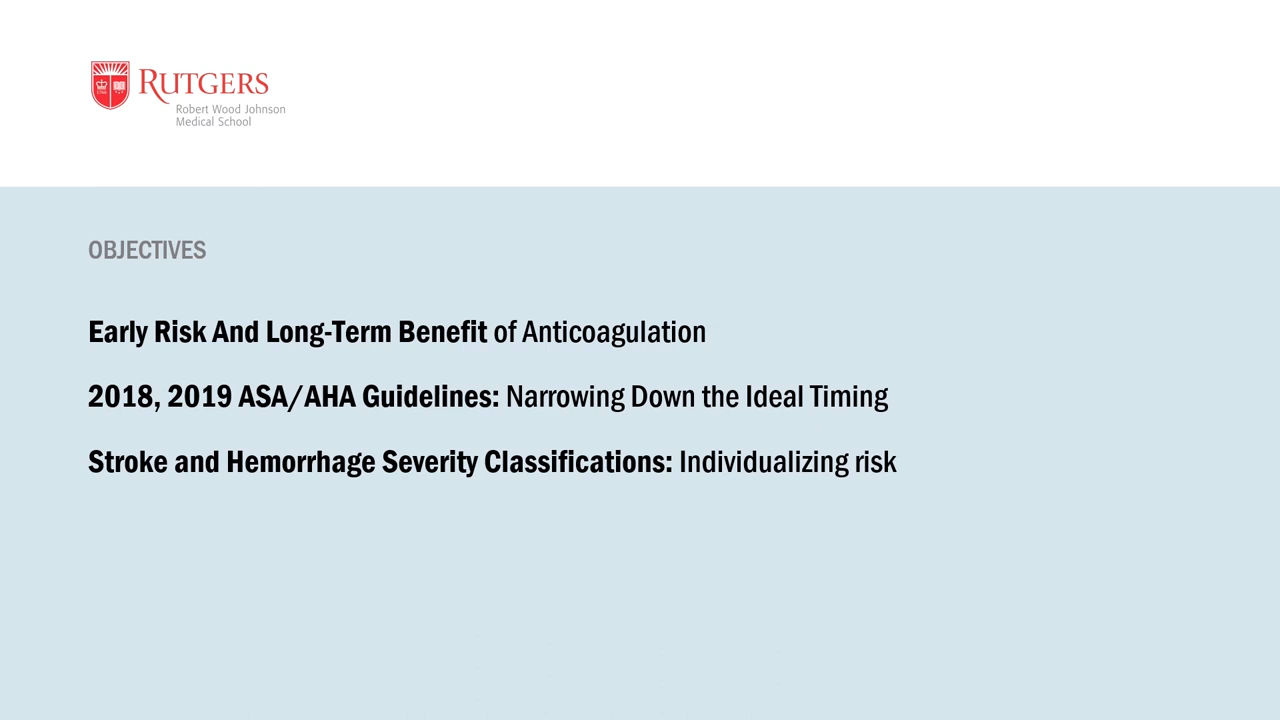 RUTGERS
Robert Wood Johnson
Medical School
OBJECTIVES
Early Risk And Long-Term Benefit of Anticoagulation
2018, 2019 ASA/AHA Guidelines: Narrowing Down the Ideal Timing
Stroke and Hemorrhage Severity Classifications: Individualizing risk